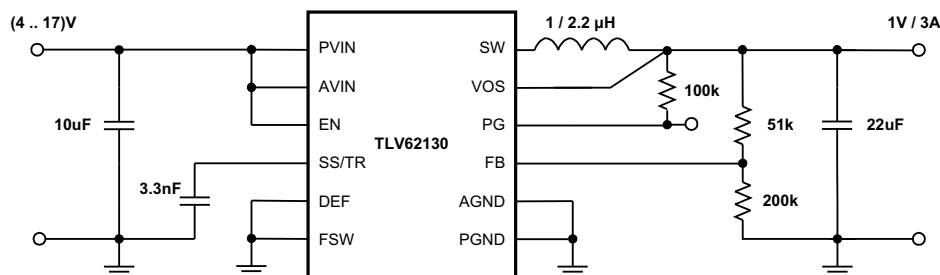 (4 .. 17)V
1 / 2.2 µH
1V / 3A
PVIN
SW
AVIN
VOS
100k
10uF
EN
PG
51k
22uF
TLV62130
SS/TR
FB
3.3nF
DEF
AGND
200k
FSW
PGND